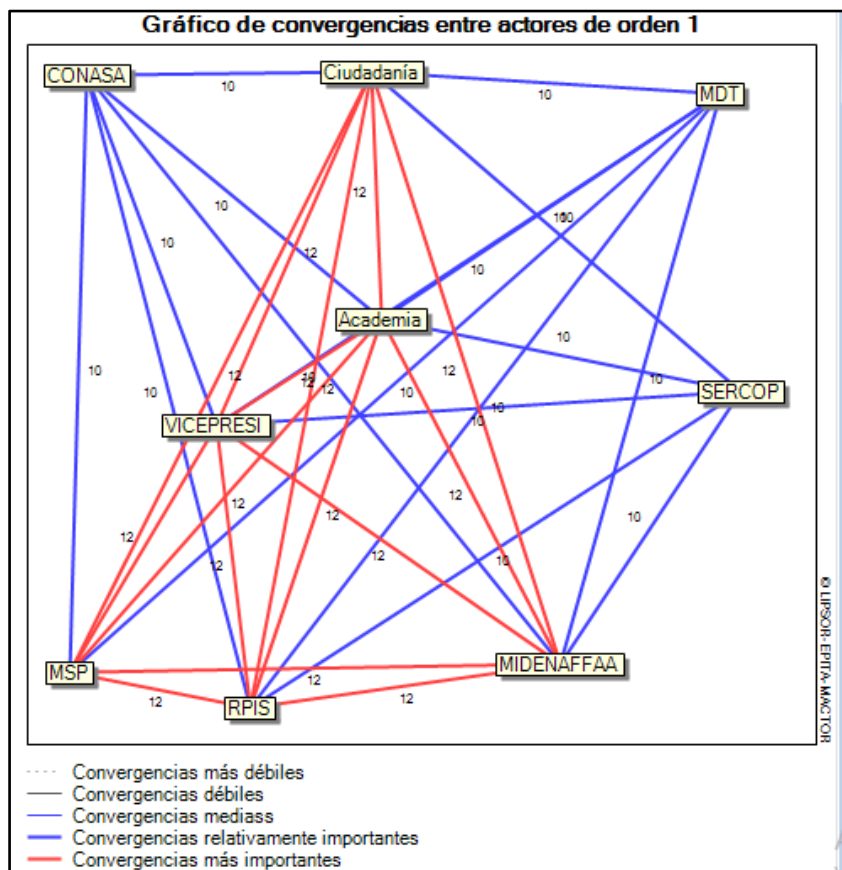 Gráfico de convergencias entre actores de orden 1
CONASA
Ciudadanía
MDT
10
10
12
10
10
12
10
10
12
Academia
10
12
12
10
10
12
10
SERCOP
10
VICEPRESI
10
10
12
12
12
12
10
12
12
10
12
MIDENAFFAA
MSP
12
12
12
RPIS
© LIPSOR-EPITA-MACTOR
Convergencias más débiles
Convergencias débiles
Convergencias mediass
Convergencias relativamente importantes
Convergencias más importantes